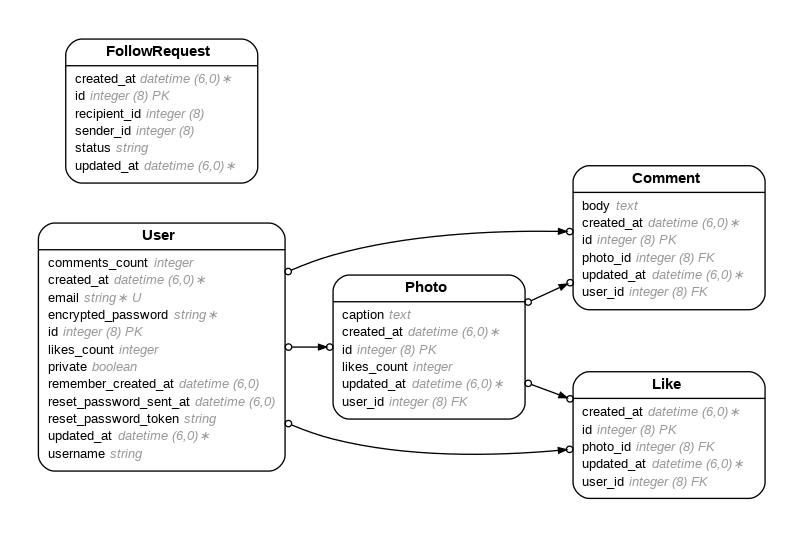 FollowRequest
created_at datetime (6,0)∗
id integer (8) PK
recipient_id integer (8)
sender_id integer (8)
status string
updated_at datetime (6,0)∗
User
comments_count integer
created_at datetime (6,0)∗
email string∗ U
encrypted_password string∗
id integer (8) PK
likes_count integer
private boolean
remember_created_at datetime (6,0)
reset_password_sent_at datetime (6,0)
reset_password_token string
updated_at datetime (6,0)∗
username string
Photo
caption text
created_at datetime (6,0)∗
id integer (8) PK
likes_count integer
updated_at datetime (6,0)∗
user_id integer (8) FK
Comment
body text
created_at datetime (6,0)∗
id integer (8) PK
photo_id integer (8) FK
updated_at datetime (6,0)∗
user_id integer (8) FK
Like
created_at datetime (6,0)∗
id integer (8) PK
photo_id integer (8) FK
updated_at datetime (6,0)∗
user_id integer (8) FK